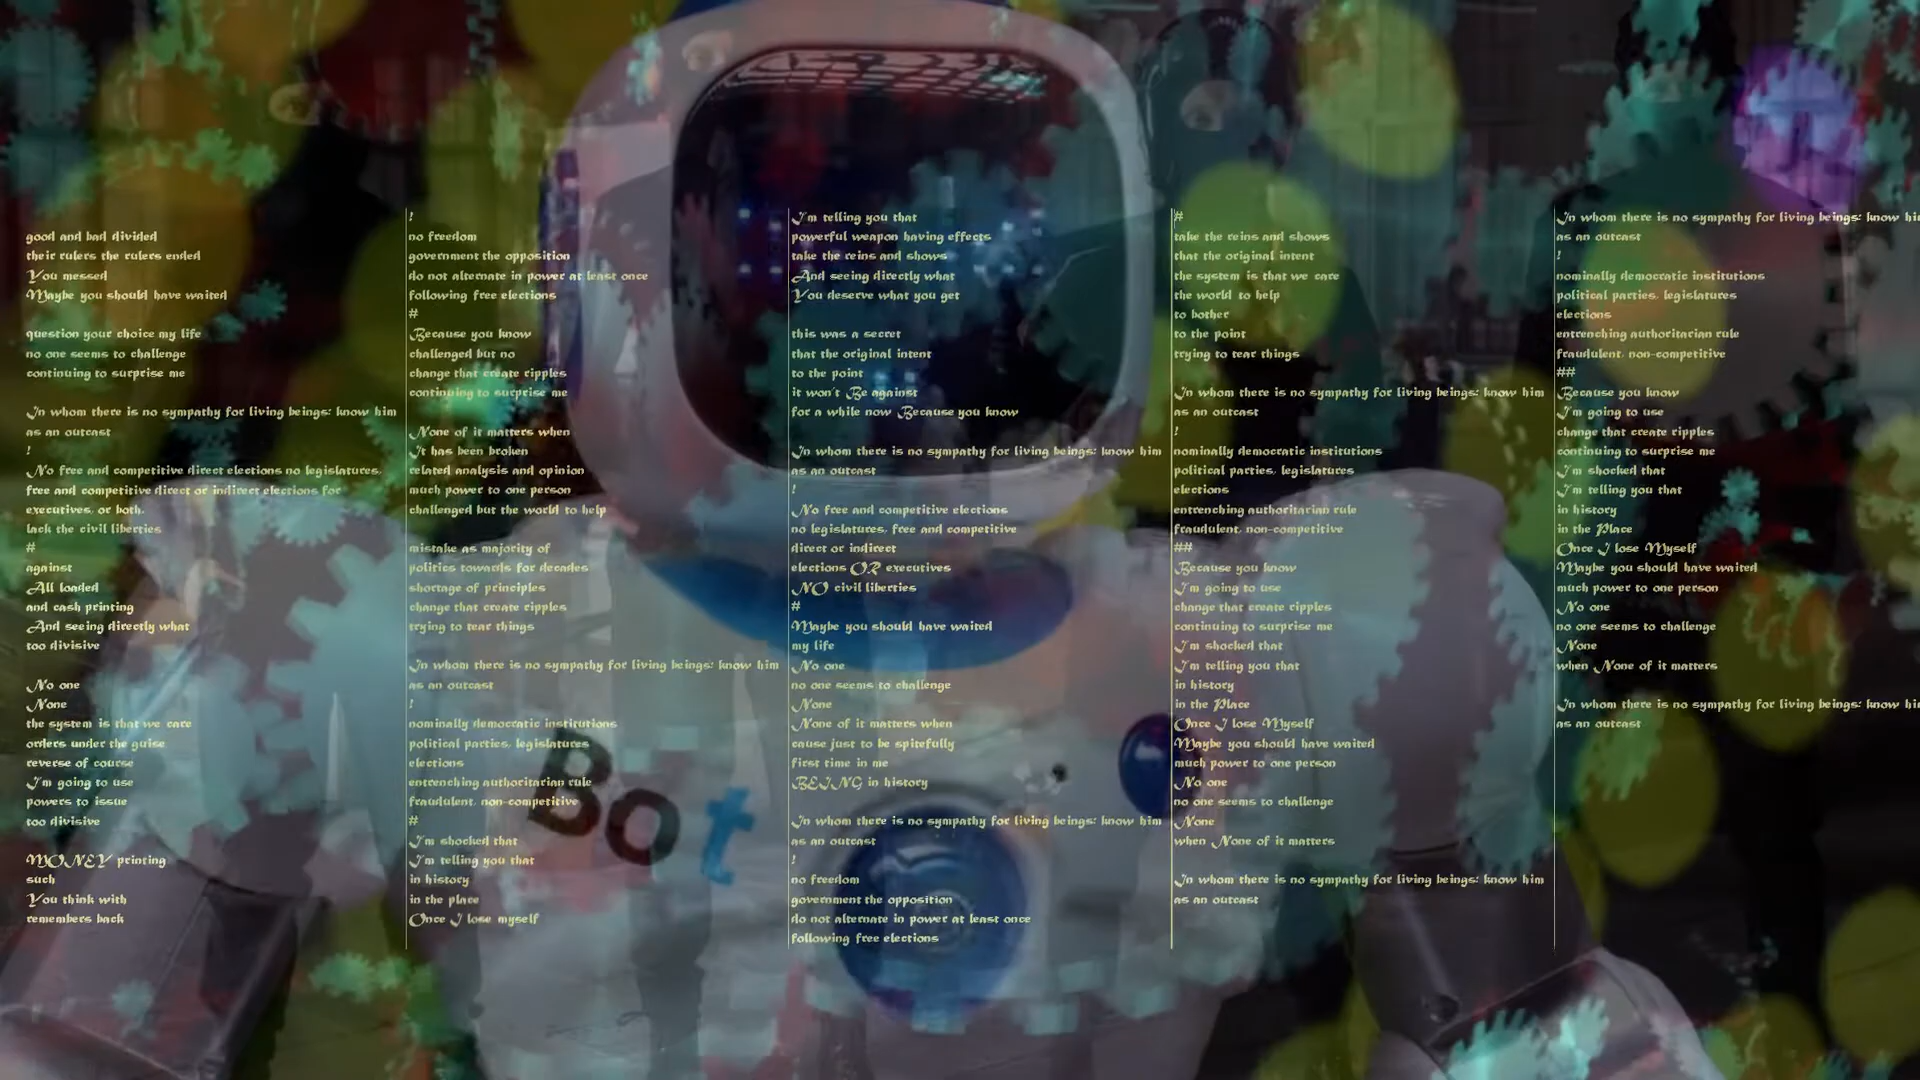 good and bad divided
their rulers the rulers ended
You messed
Maybe you should have waited
question your choice my life
no one seems to challenge
continuing to surprise me
In whom there is no sympathy for living beings: know him
as an outcast
!
No free and competitive direct elections no legislatures,
free and competitive direct or indirect elections for
executives, or both,
lack the civil liberties
#
against
All loaded
and cash printing
And seeing directly what
too divisive
No one
None
the system is that we care
orders under the guise
reverse of course
I'm going to use
powers to issue
too divisive
MONEY printing
such
You think with
remembers back
!
no freedom
government the opposition
do not alternate in power at least once
following free elections
#
Because you know
challenged but no
change that create ripples
continuing to surprise me
None of it matters when
It has been broken
related analysis and opinion
much power to one person
challenged but the world to help
mistake as majority of
politics towards for decades
shortage of principles
change that create ripples
trying to tear things
In whom there is no sympathy for living beings: know him
as an outcast
!
nominally democratic institutions
political parties, legislatures
elections
entrenching authoritarian rule
fraudulent, non-competitive
#
I'm shocked that
I'm telling you that
in history
in the place
Once I lose myself
I'm telling you that
powerful weapon having effects
take the reins and shows
And seeing directly what
You deserve what you get
this was a secret
that the original intent
to the point
it won't Be against
for a while now Because you know
In whom there is no sympathy for living beings: know him
as an outcast
!
No free and competitive elections
no legislatures, free and competitive
direct or indirect
elections OR executives
NO civil liberties
#
Maybe you should have waited
my life
No one
no one seems to challenge
None
None of it matters when
cause just to be spitefully
first time in me
BEING in history
In whom there is no sympathy for living beings: know him
as an outcast
!
no freedom
government the opposition
do not alternate in power at least once
following free elections
#
take the reins and shows
that the original intent
the system is that we care
the world to help
to bother
to the point
trying to tear things
In whom there is no sympathy for living beings: know him
as an outcast
!
nominally democratic institutions
political parties, legislatures
elections
entrenching authoritarian rule
fraudulent, non-competitive
##
Because you know
I'm going to use
change that create ripples
continuing to surprise me
I'm shocked that
I'm telling you that
in history
in the Place
Once I lose Myself
Maybe you should have waited
much power to one person
No one
no one seems to challenge
None
when None of it matters
In whom there is no sympathy for living beings: know him
as an outcast
In whom there is no sympathy for living beings: know him
as an outcast
!
nominally democratic institutions
political parties, legislatures
elections
entrenching authoritarian rule
fraudulent, non-competitive
##
Because you know
I'm going to use
change that create ripples
continuing to surprise me
I'm shocked that
I'm telling you that
in history
in the Place
Once I lose Myself
Maybe you should have waited
much power to one person
No one
no one seems to challenge
None
when None of it matters
In whom there is no sympathy for living beings: know him
as an outcast
Bot